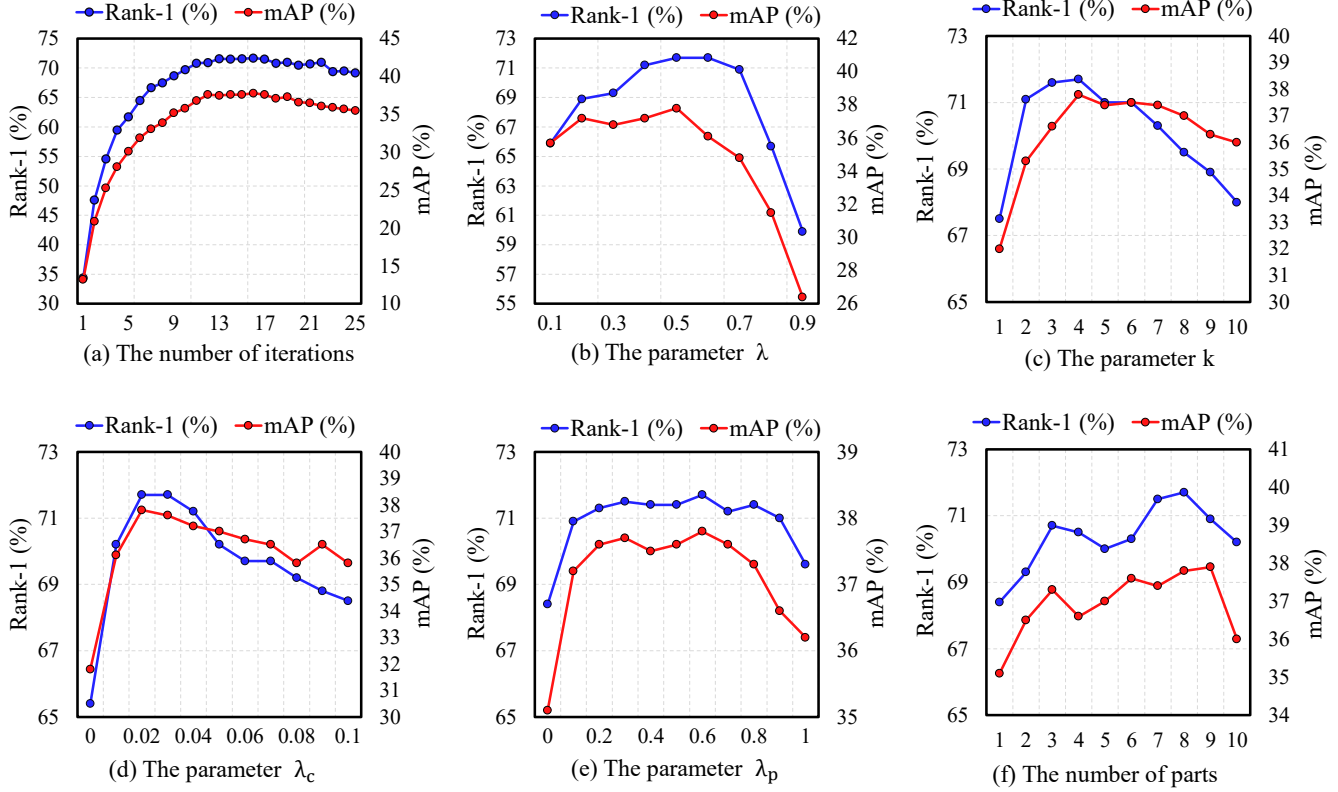 Rank-1 (%) mAP (%)
75 45
70 40
65 35
60
55 30
50 25
45 20
40
35 15
30 10
Rank-1 (%)
mAP (%)
1 5 9 13 17 21 25
(a) The number of iterations
Rank-1 (%) mAP (%)
73 42
71 40
69 38
67 36
65 34
63
61 32
59 30
57 28
55 26
Rank-1 (%)
mAP (%)
0.1 0.3 0.5 0.7 0.9
(b) The parameter λ
Rank-1 (%) mAP (%)
73 40
39
38
71 37
36
69 35
34
67 33
32
31
65 30
Rank-1 (%)
mAP (%)
1 2 3 4 5 6 7 8 9 10
(c) The parameter k
Rank-1 (%) mAP (%)
73 40
39
38
71 37
36
69 35
34
67 33
32
31
65 30
Rank-1 (%)
mAP (%)
0 0.02 0.04 0.06 0.08 0.1
(d) The parameter λc
Rank-1 (%) mAP (%)
73 39
71 38
69 37
67 36
65 35
Rank-1 (%)
mAP (%)
0 0.2 0.4 0.6 0.8 1
(e) The parameter λp
Rank-1 (%) mAP (%)
73 41
40
71 39
38
69 37
67 36
35
65 34
Rank-1 (%)
mAP (%)
1 2 3 4 5 6 7 8 9 10
(f) The number of parts